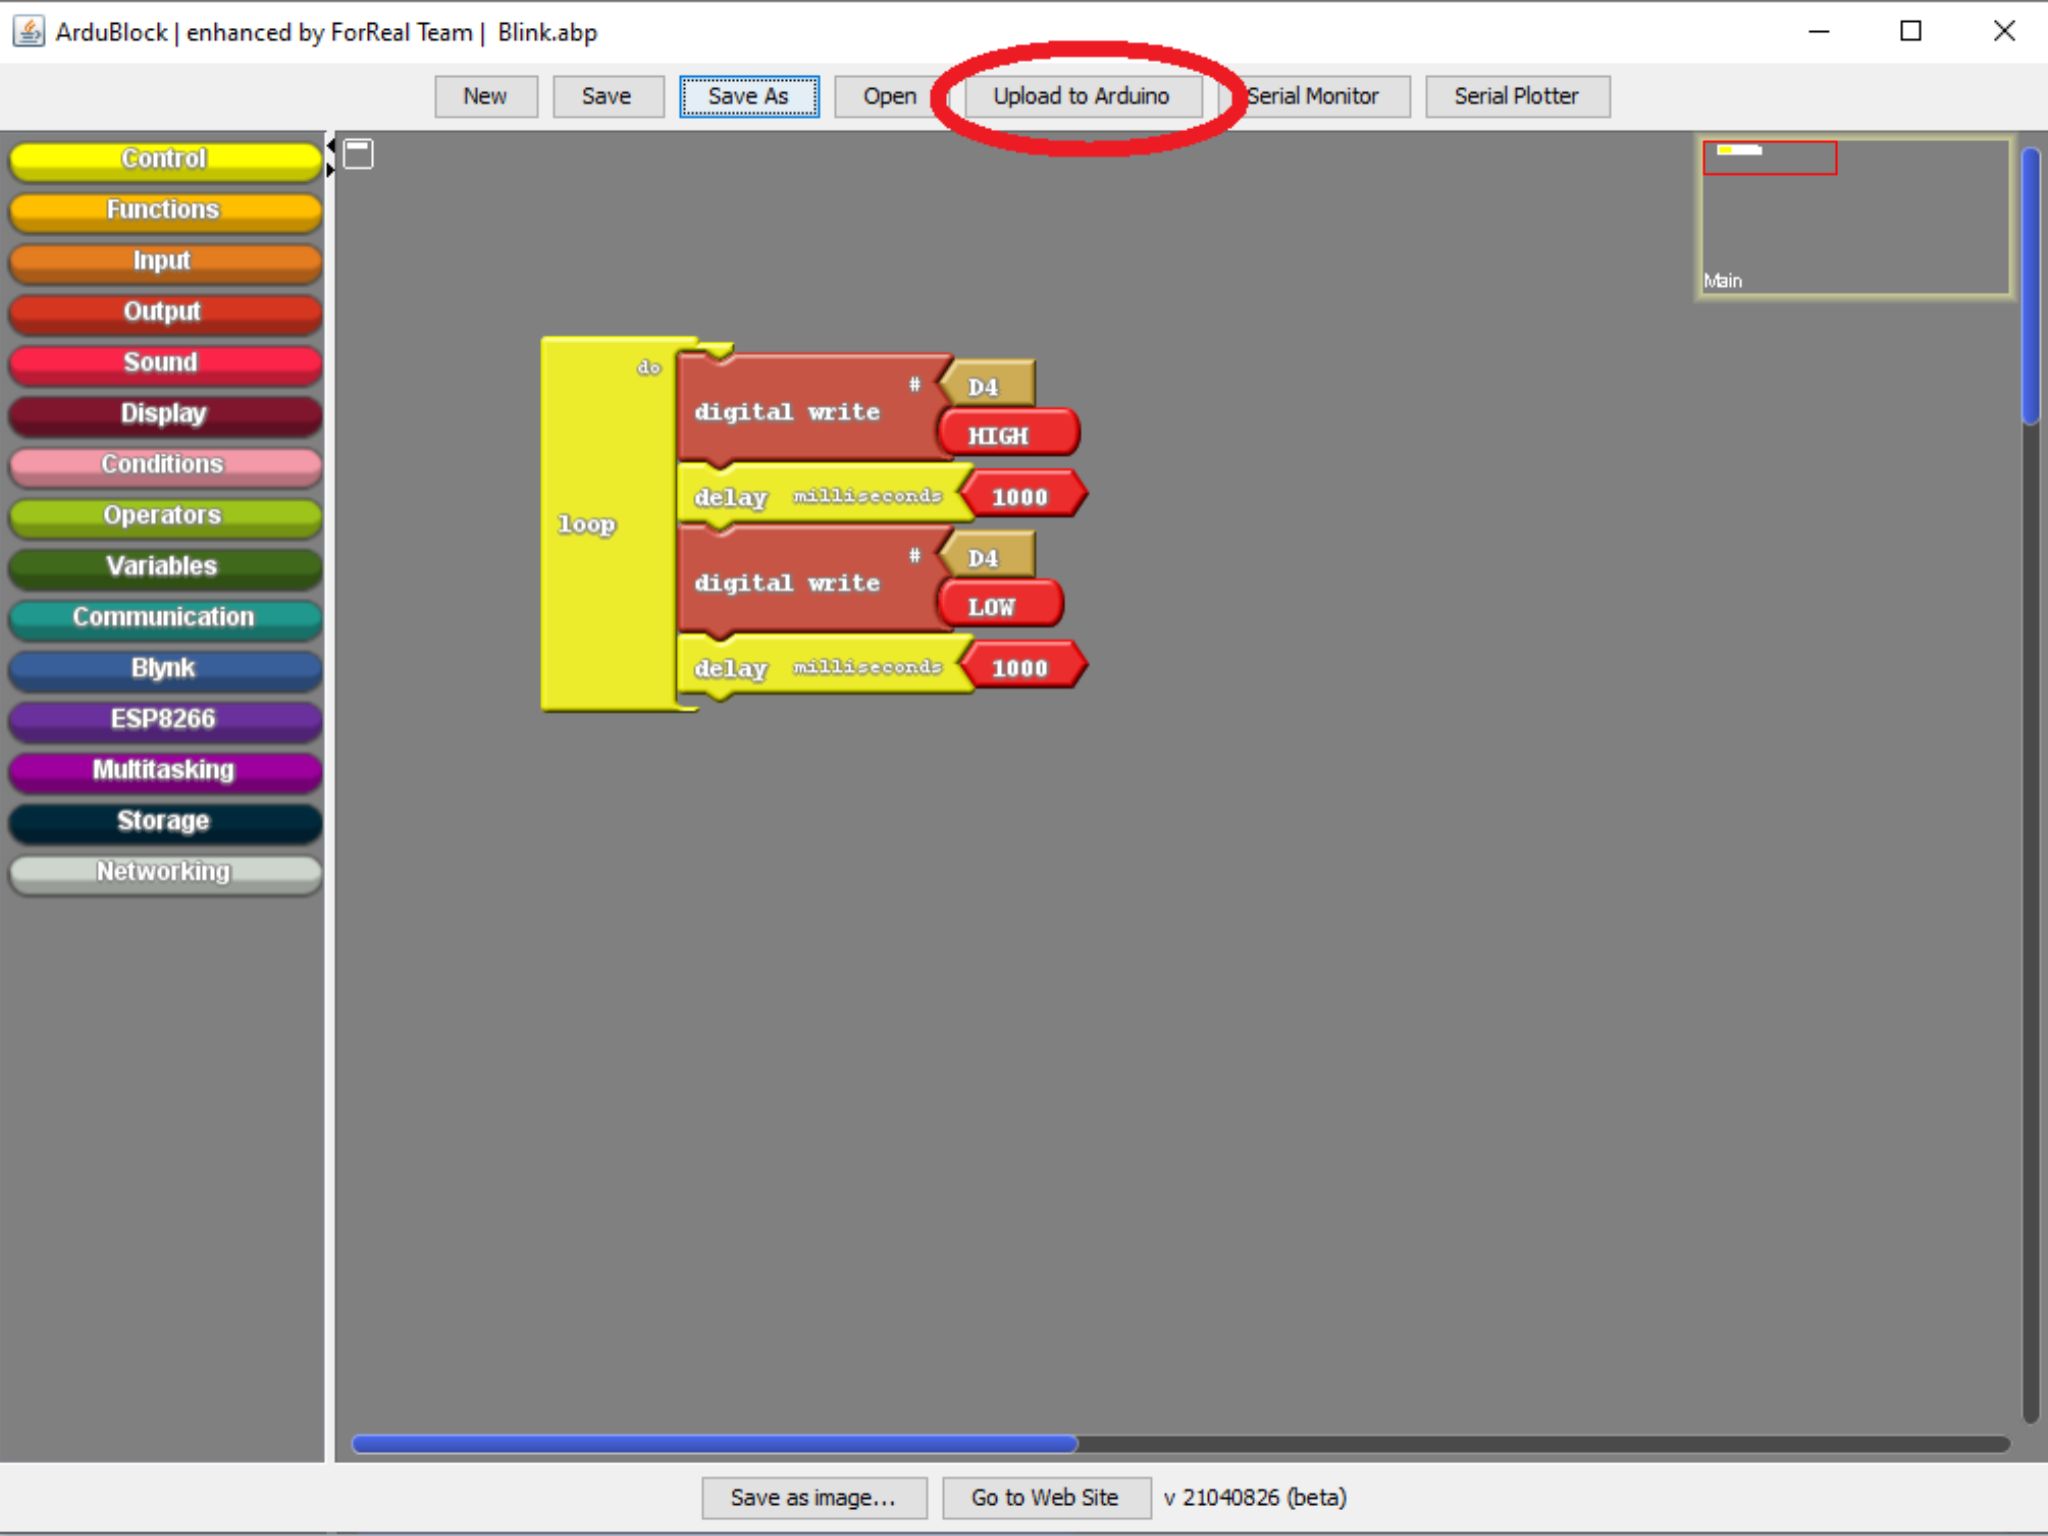 ArduBlock | enhanced by ForReal Team | Blink.abp
New Save Save As Open Upload to Arduino Serial Monitor Serial Plotter
Control
Functions
Input
Output
Sound
Display
Conditions
Operators
Variables
Communication
Blynk
ESP8266
Multitasking
Storage
Networking
Main
loop
do
digital write # D4
HIGH
delay milliseconds 1000
digital write # D4
LOW
delay milliseconds 1000
Save as image... Go to Web Site v 21040826 (beta)